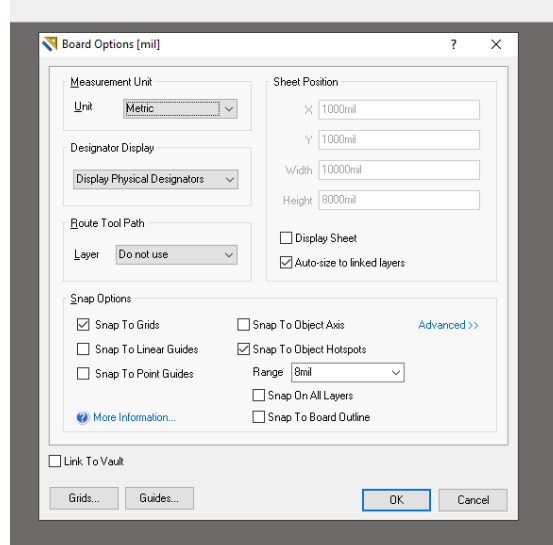 Board Options [mil]
?
Measurement Unit
Unit Metric
Designator Display
Display Physical Designators
Route Tool Path
Layer Do not use
Sheet Position
X 1000mil
Y 1000mil
Width 10000mil
Height 8000mil
Display Sheet
Auto-size to linked layers
Snap Options
Snap To Grids
Snap To Linear Guides
Snap To Point Guides
More Information...
Snap To Object Axis
Snap To Object Hotspots
Range 8mil
Snap On All Layers
Snap To Board Outline
Advanced >>
Link To Vault
Grids... Guides... OK Cancel